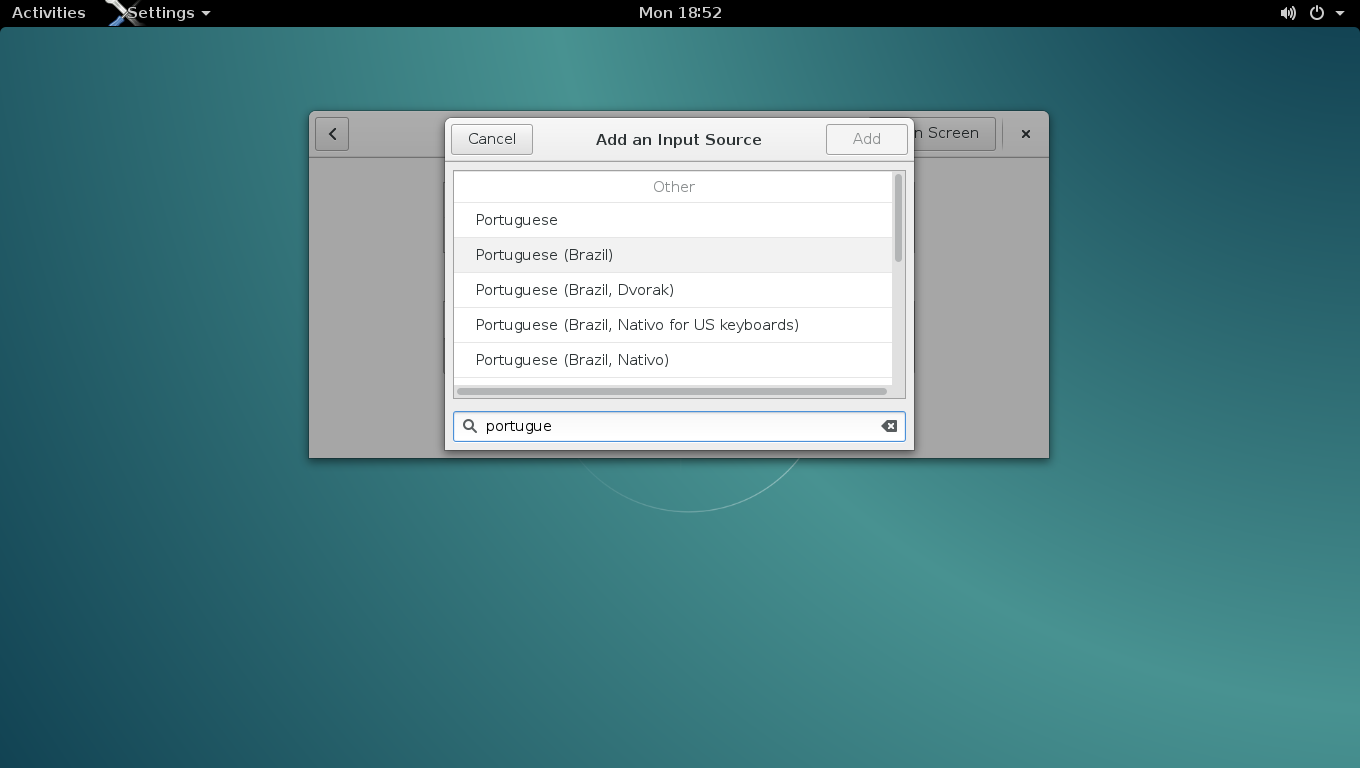 Activities Settings Mon 18:52
Cancel Add an Input Source Add n Screen
Other
Portuguese
Portuguese (Brazil)
Portuguese (Brazil, Dvorak)
Portuguese (Brazil, Nativo for US keyboards)
Portuguese (Brazil, Nativo)
portugue